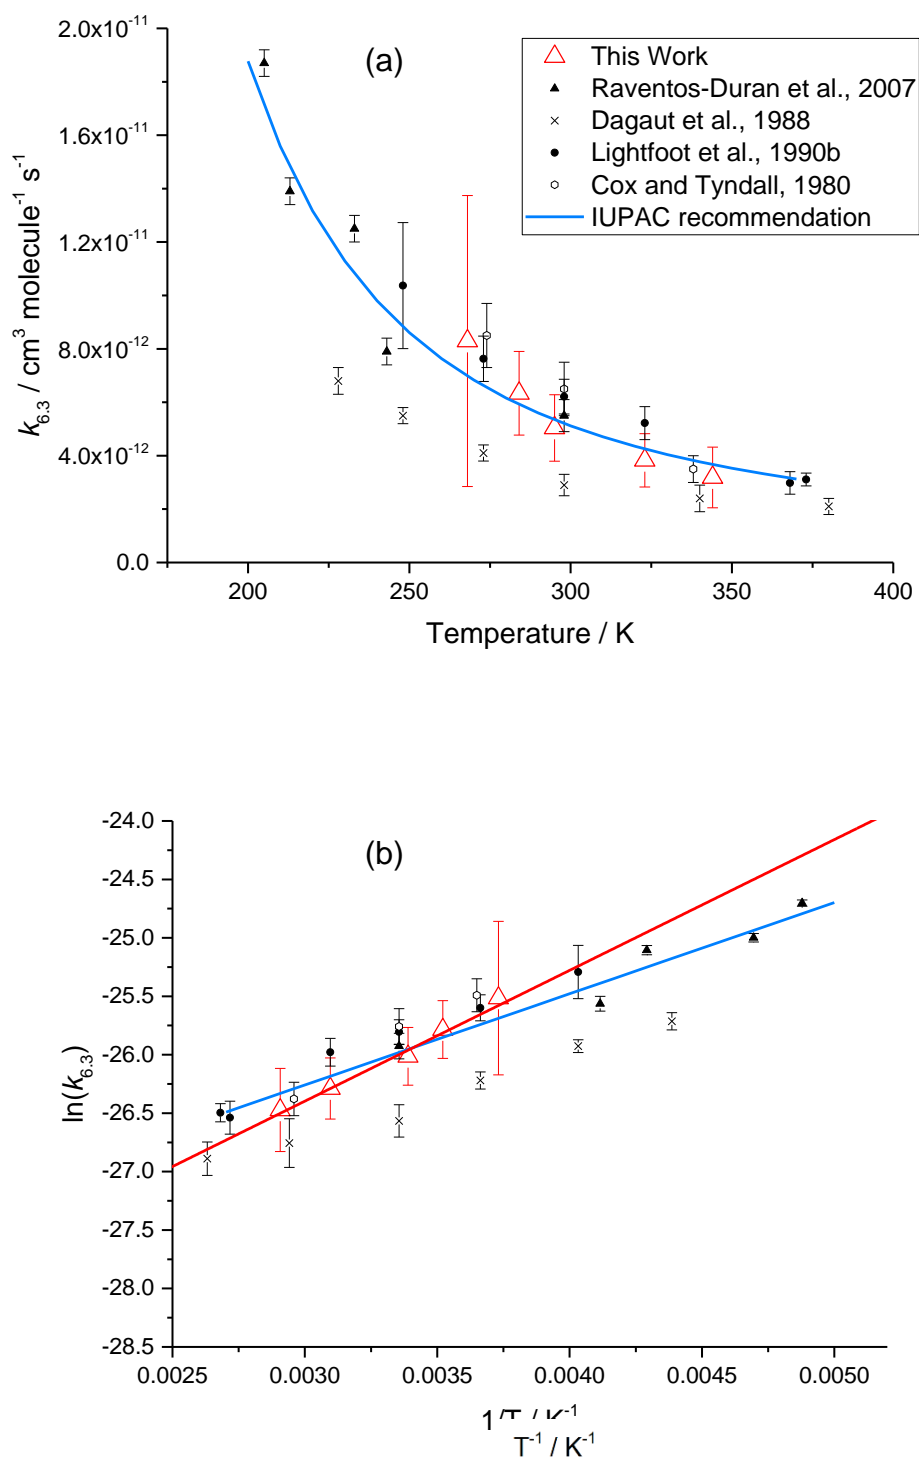 2.0x10-11
1.6x10-11
1.2x10-11
8.0x10-12
4.0x10-12
0.0
k6.3 / cm3 molecule-1 s-1
(a)
This Work
Raventos-Duran et al., 2007
Dagaut et al., 1988
Lightfoot et al., 1990b
Cox and Tyndall, 1980
IUPAC recommendation
200 250 300 350 400
Temperature / K
-24.0
-24.5
-25.0
-25.5
-26.0
-26.5
-27.0
-27.5
-28.0
-28.5
ln(k6.3)
(b)
0.0025 0.0030 0.0035 0.0040 0.0045 0.0050
1/T / K-1
T-1 / K-1